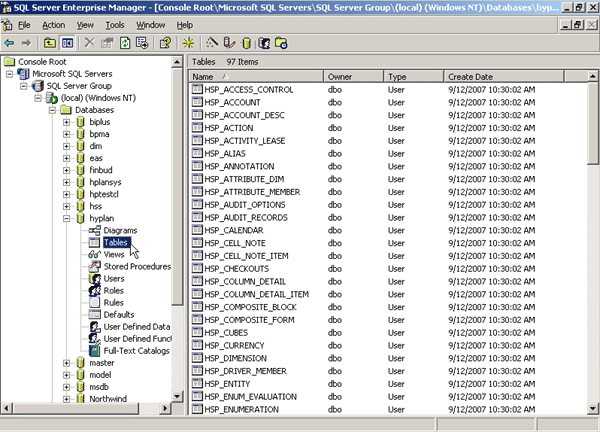 SQL Server Enterprise Manager - [Console Root\Microsoft SQL Servers\SQL Server Group\(local) (Windows NT)\Databases\hyp...
File Action View Tools Window Help
Console Root
Microsoft SQL Servers
SQL Server Group
(local) (Windows NT)
Databases
biplus
bpma
dim
eas
finbud
hplansys
hptestcl
hss
hyplan
Diagrams
Tables
Views
Stored Procedures
Users
Roles
Rules
Defaults
User Defined Data
User Defined Func
Full-Text Catalogs
master
model
msdb
Northwind
Tables 97 Items
Name Owner Type Create Date
HSP_ACCESS_CONTROL dbo User 9/12/2007 10:30:02 AM
HSP_ACCOUNT dbo User 9/12/2007 10:30:02 AM
HSP_ACCOUNT_DESC dbo User 9/12/2007 10:30:02 AM
HSP_ACTION dbo User 9/12/2007 10:30:02 AM
HSP_ACTIVITY_LEASE dbo User 9/12/2007 10:30:02 AM
HSP_ALIAS dbo User 9/12/2007 10:30:02 AM
HSP_ANNOTATION dbo User 9/12/2007 10:30:02 AM
HSP_ATTRIBUTE_DIM dbo User 9/12/2007 10:30:02 AM
HSP_ATTRIBUTE_MEMBER dbo User 9/12/2007 10:30:02 AM
HSP_AUDIT_OPTIONS dbo User 9/12/2007 10:30:02 AM
HSP_AUDIT_RECORDS dbo User 9/12/2007 10:30:02 AM
HSP_CALENDAR dbo User 9/12/2007 10:30:02 AM
HSP_CELL_NOTE dbo User 9/12/2007 10:30:02 AM
HSP_CELL_NOTE_ITEM dbo User 9/12/2007 10:30:02 AM
HSP_CHECKOUTS dbo User 9/12/2007 10:30:02 AM
HSP_COLUMN_DETAIL dbo User 9/12/2007 10:30:02 AM
HSP_COLUMN_DETAIL_ITEM dbo User 9/12/2007 10:30:02 AM
HSP_COMPOSITE_BLOCK dbo User 9/12/2007 10:30:02 AM
HSP_COMPOSITE_FORM dbo User 9/12/2007 10:30:02 AM
HSP_CUBES dbo User 9/12/2007 10:30:02 AM
HSP_CURRENCY dbo User 9/12/2007 10:30:02 AM
HSP_DIMENSION dbo User 9/12/2007 10:30:02 AM
HSP_DRIVER_MEMBER dbo User 9/12/2007 10:30:02 AM
HSP_ENTITY dbo User 9/12/2007 10:30:02 AM
HSP_ENUM_EVALUATION dbo User 9/12/2007 10:30:02 AM
HSP_ENUMERATION dbo User 9/12/2007 10:30:02 AM